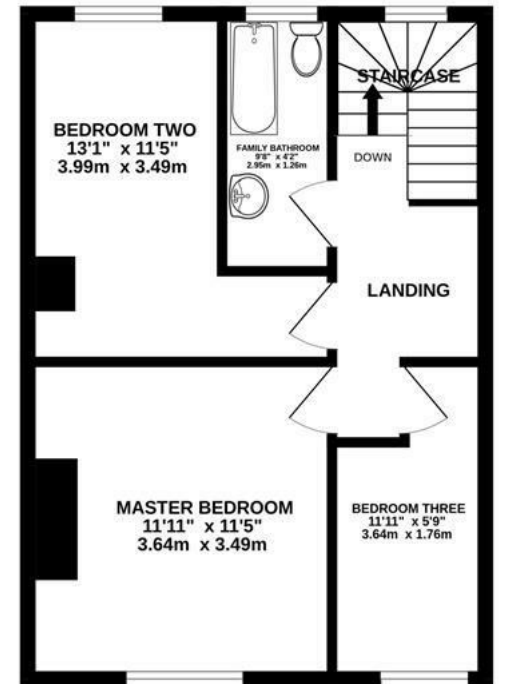 STAIRCASE
BEDROOM TWO
13'1" x 11'5"
3.99m x 3.49m
FAMILY BATHROOM
9'8" x 4'2"
2.95m x 1.26m
DOWN
LANDING
MASTER BEDROOM
11'11" x 11'5"
3.64m x 3.49m
BEDROOM THREE
11'11" x 5'9"
3.64m x 1.76m